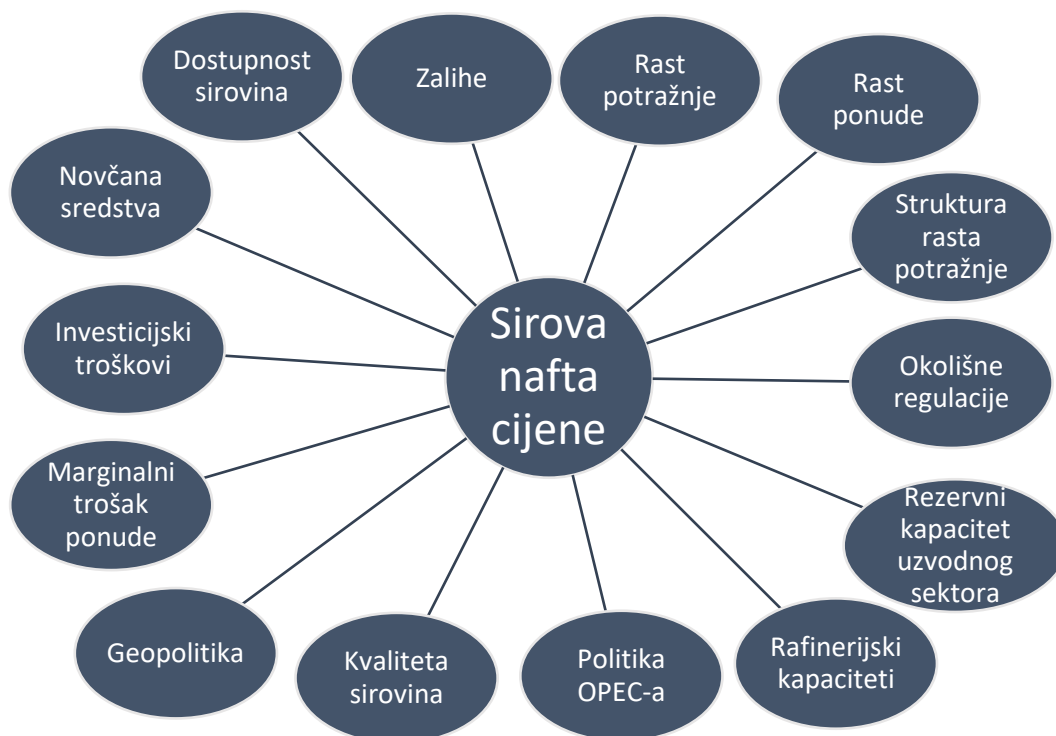 Dostupnost
sirovina
Zalihe
Rast
potražnje
Rast
ponude
Novčana
sredstva
Struktura
rasta
potražnje
Sirova
nafta
cijene
Investicijski
troškovi
Okolišne
regulacije
Marginalni
trošak
ponude
Rezervni
kapacitet
uzvodnog
sektora
Geopolitika
Kvaliteta
sirovina
Politika
OPEC-a
Rafinerijski
kapaciteti